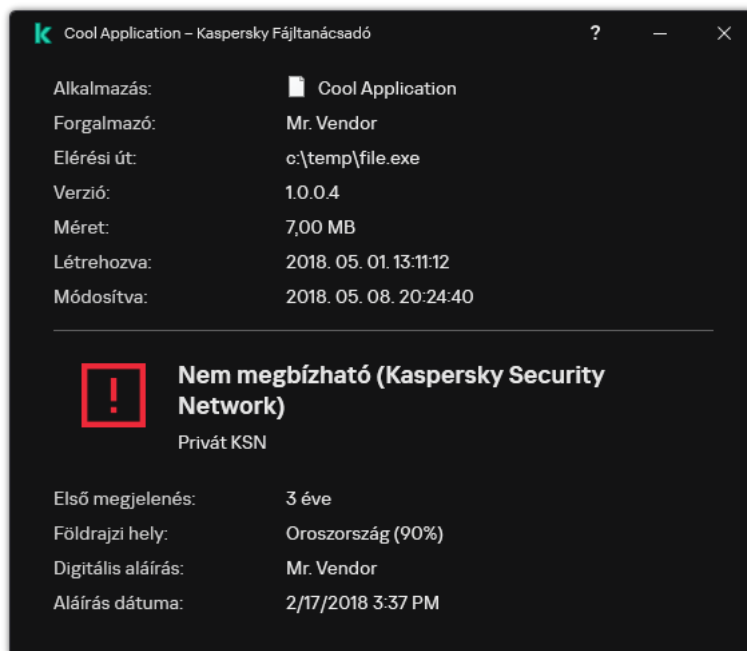 Cool Application – Kaspersky Fájltanácsadó ?
Alkalmazás: Cool Application
Forgalmazó: Mr. Vendor
Elérési út: c:\temp\file.exe
Verzió: 1.0.0.4
Méret: 7,00 MB
Létrehozva: 2018. 05. 01. 13:11:12
Módosítva: 2018. 05. 08. 20:24:40
Nem megbízható (Kaspersky Security
Network)
Privát KSN
Első megjelenés: 3 éve
Földrajzi hely: Oroszország (90%)
Digitális aláírás: Mr. Vendor
Aláírás dátuma: 2/17/2018 3:37 PM